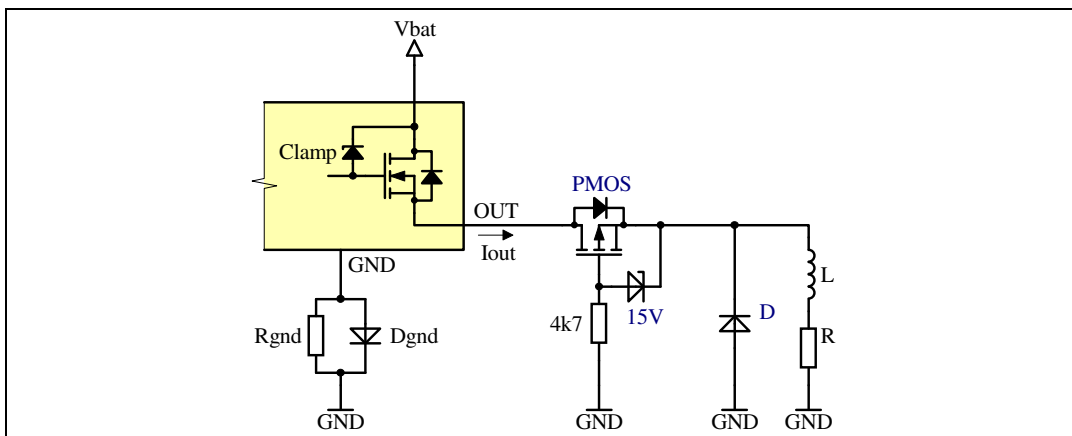 Vbat
Clamp
PMOS
OUT
Iout
GND
L
4k7
15V
D
R
Rgnd
Dgnd
GND
GND
GND
GND